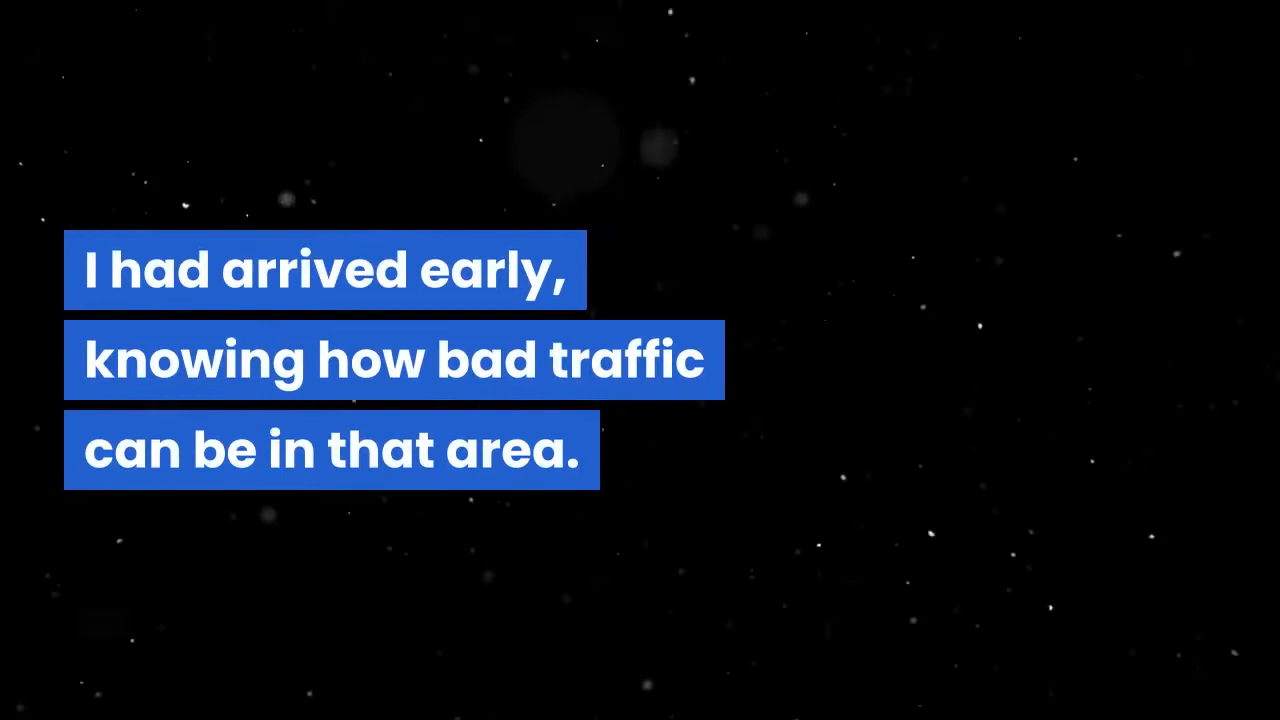 I had arrived early,
knowing how bad traffic
can be in that area.